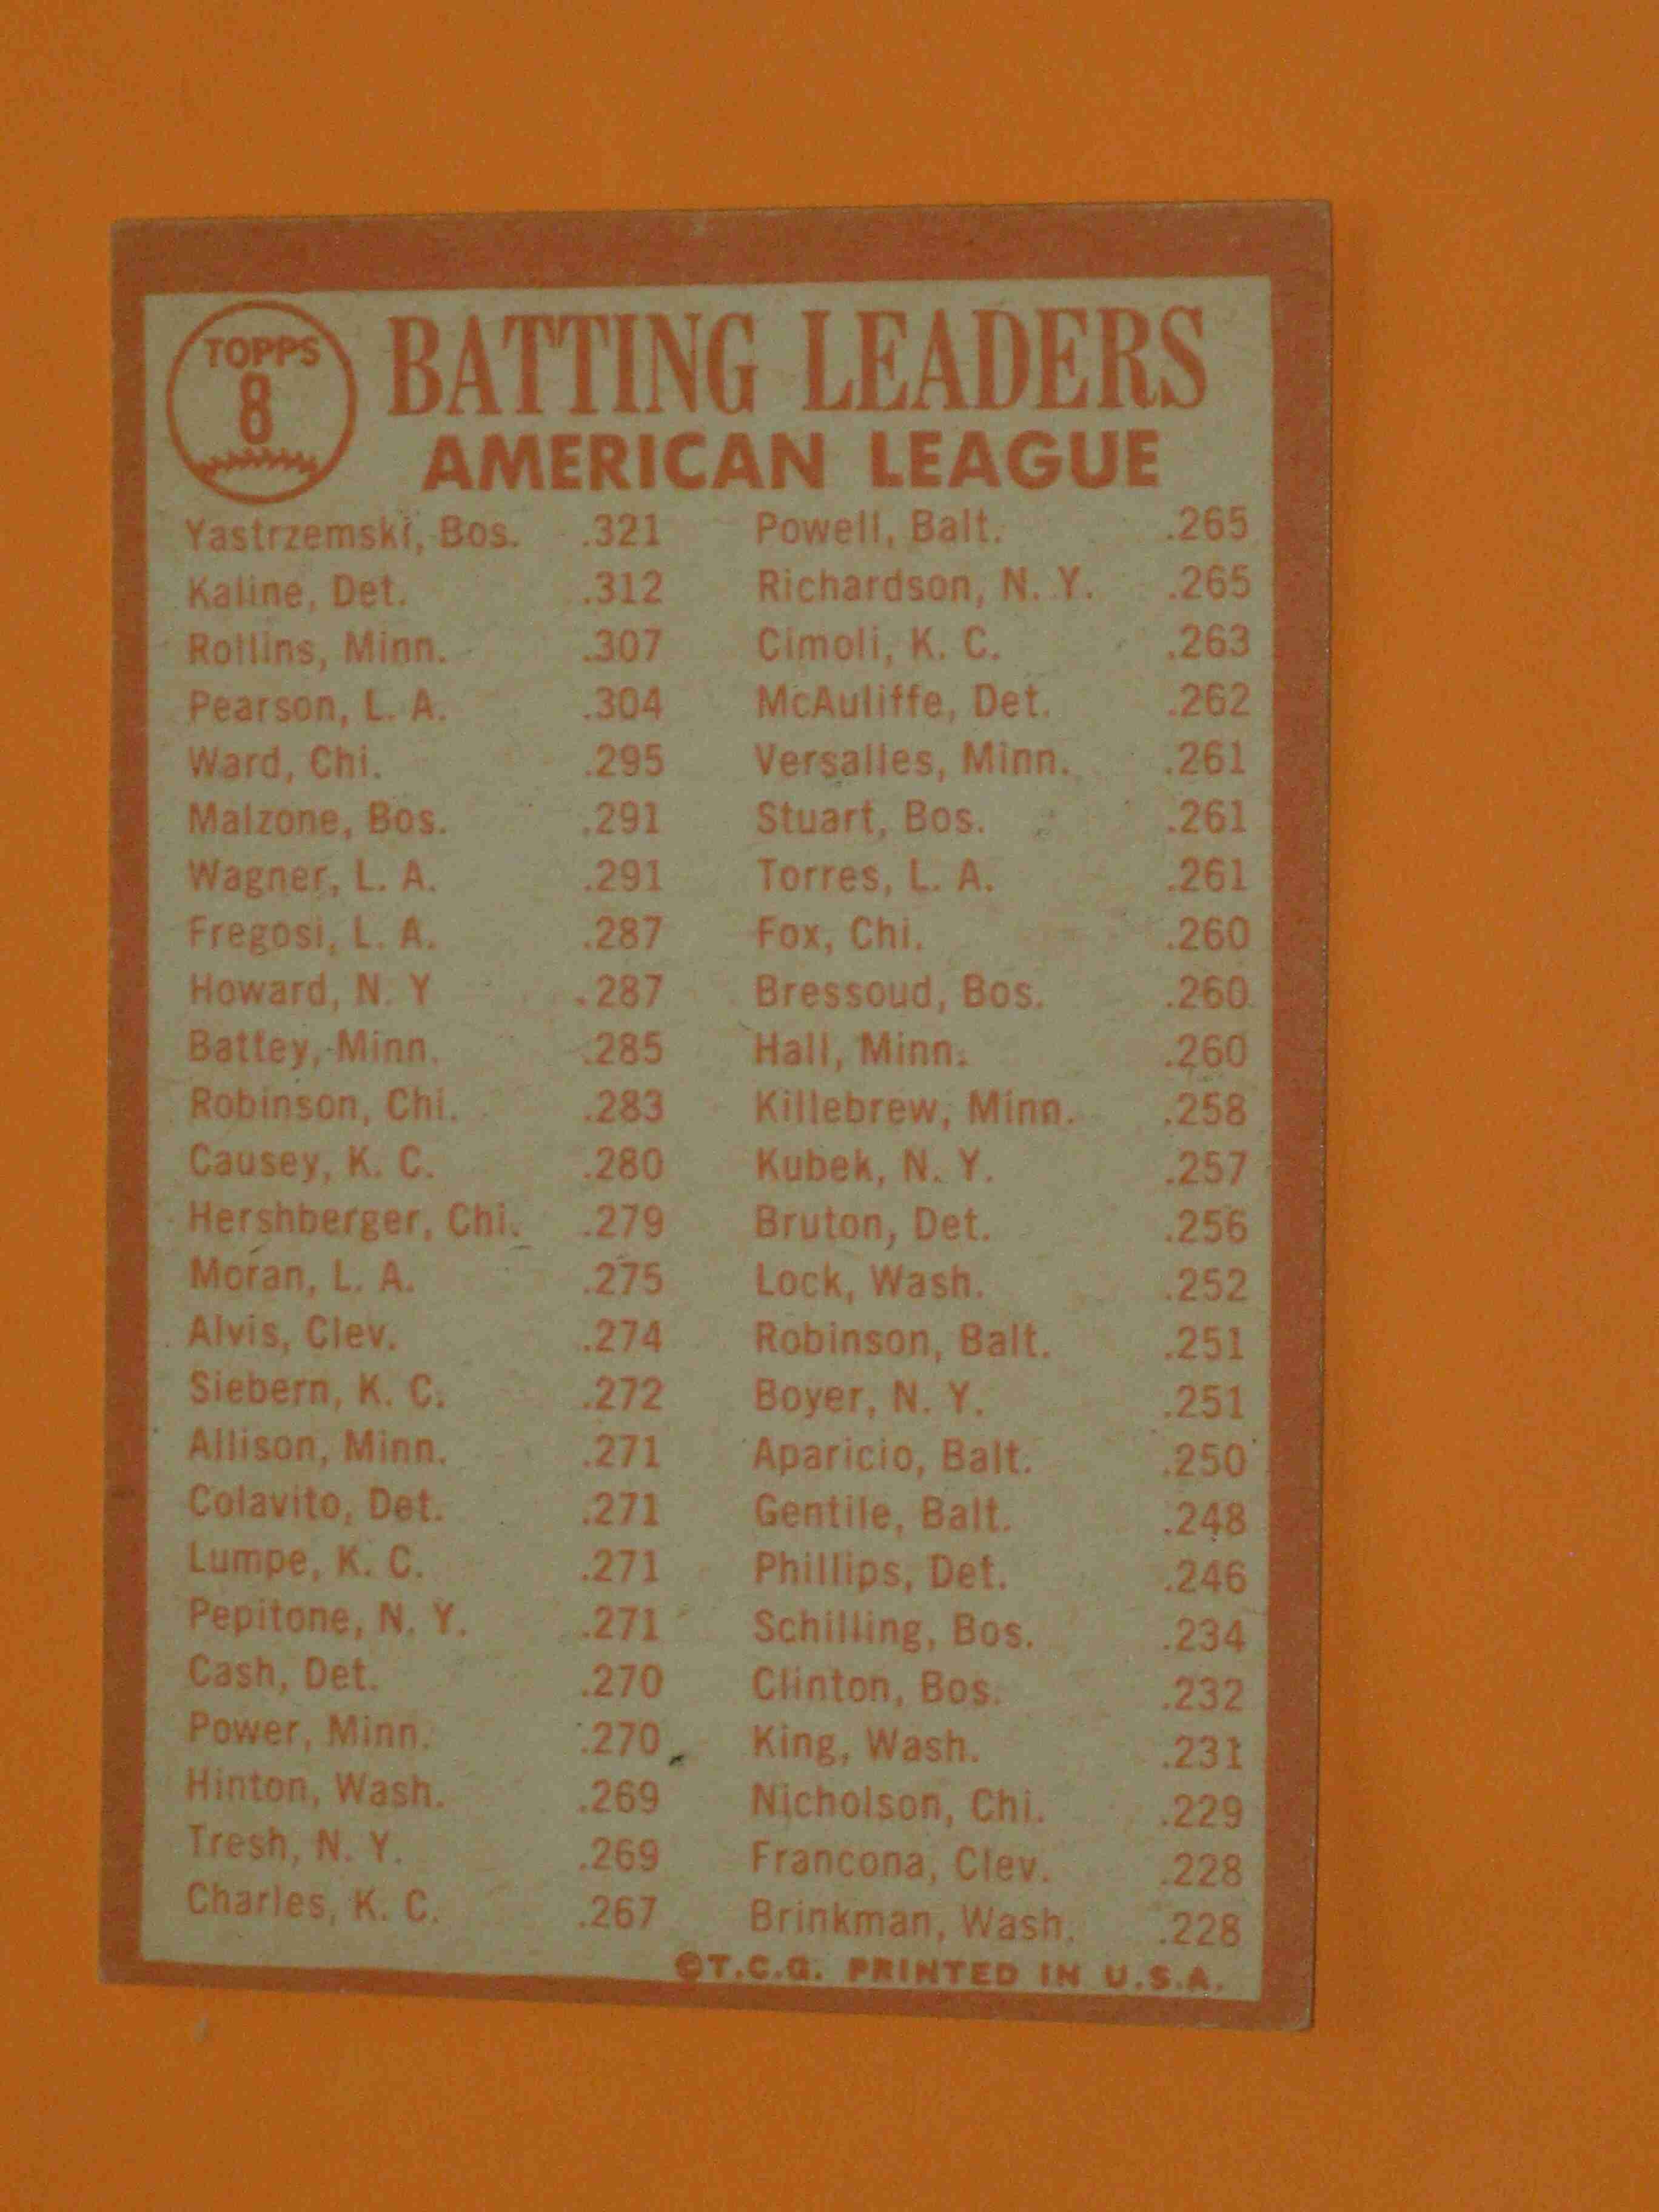 TOPPS
8
BATTING LEADERS
AMERICAN LEAGUE
Yastrzemski, Bos. .321
Kaline, Det. .312
Rollins, Minn. .307
Pearson, L. A. .304
Ward, Chi. .295
Malzone, Bos. .291
Wagner, L. A. .291
Fregosi, L. A. .287
Howard, N. Y .287
Battey, Minn. .285
Robinson, Chi. .283
Causey, K. C. .280
Hershberger, Chi. .279
Moran, L. A. .275
Alvis, Clev. .274
Siebern, K. C. .272
Allison, Minn. .271
Colavito, Det. .271
Lumpe, K. C. .271
Pepitone, N. Y. .271
Cash, Det. .270
Power, Minn. .270
Hinton, Wash. .269
Tresh, N. Y. .269
Charles, K. C. .267
Powell, Balt. .265
Richardson, N. Y. .265
Cimoli, K. C. .263
McAuliffe, Det. .262
Versalles, Minn. .261
Stuart, Bos. .261
Torres, L. A. .261
Fox, Chi. .260
Bressoud, Bos. .260
Hall, Minn. .260
Killebrew, Minn. .258
Kubek, N. Y. .257
Bruton, Det. .256
Lock, Wash. .252
Robinson, Balt. .251
Boyer, N. Y. .251
Aparicio, Balt. .250
Gentile, Balt. .248
Phillips, Det. .246
Schilling, Bos. .234
Clinton, Bos. .232
King, Wash. .231
Nicholson, Chi. .229
Francona, Clev. .228
Brinkman, Wash. .228
©T.C.G. PRINTED IN U.S.A.